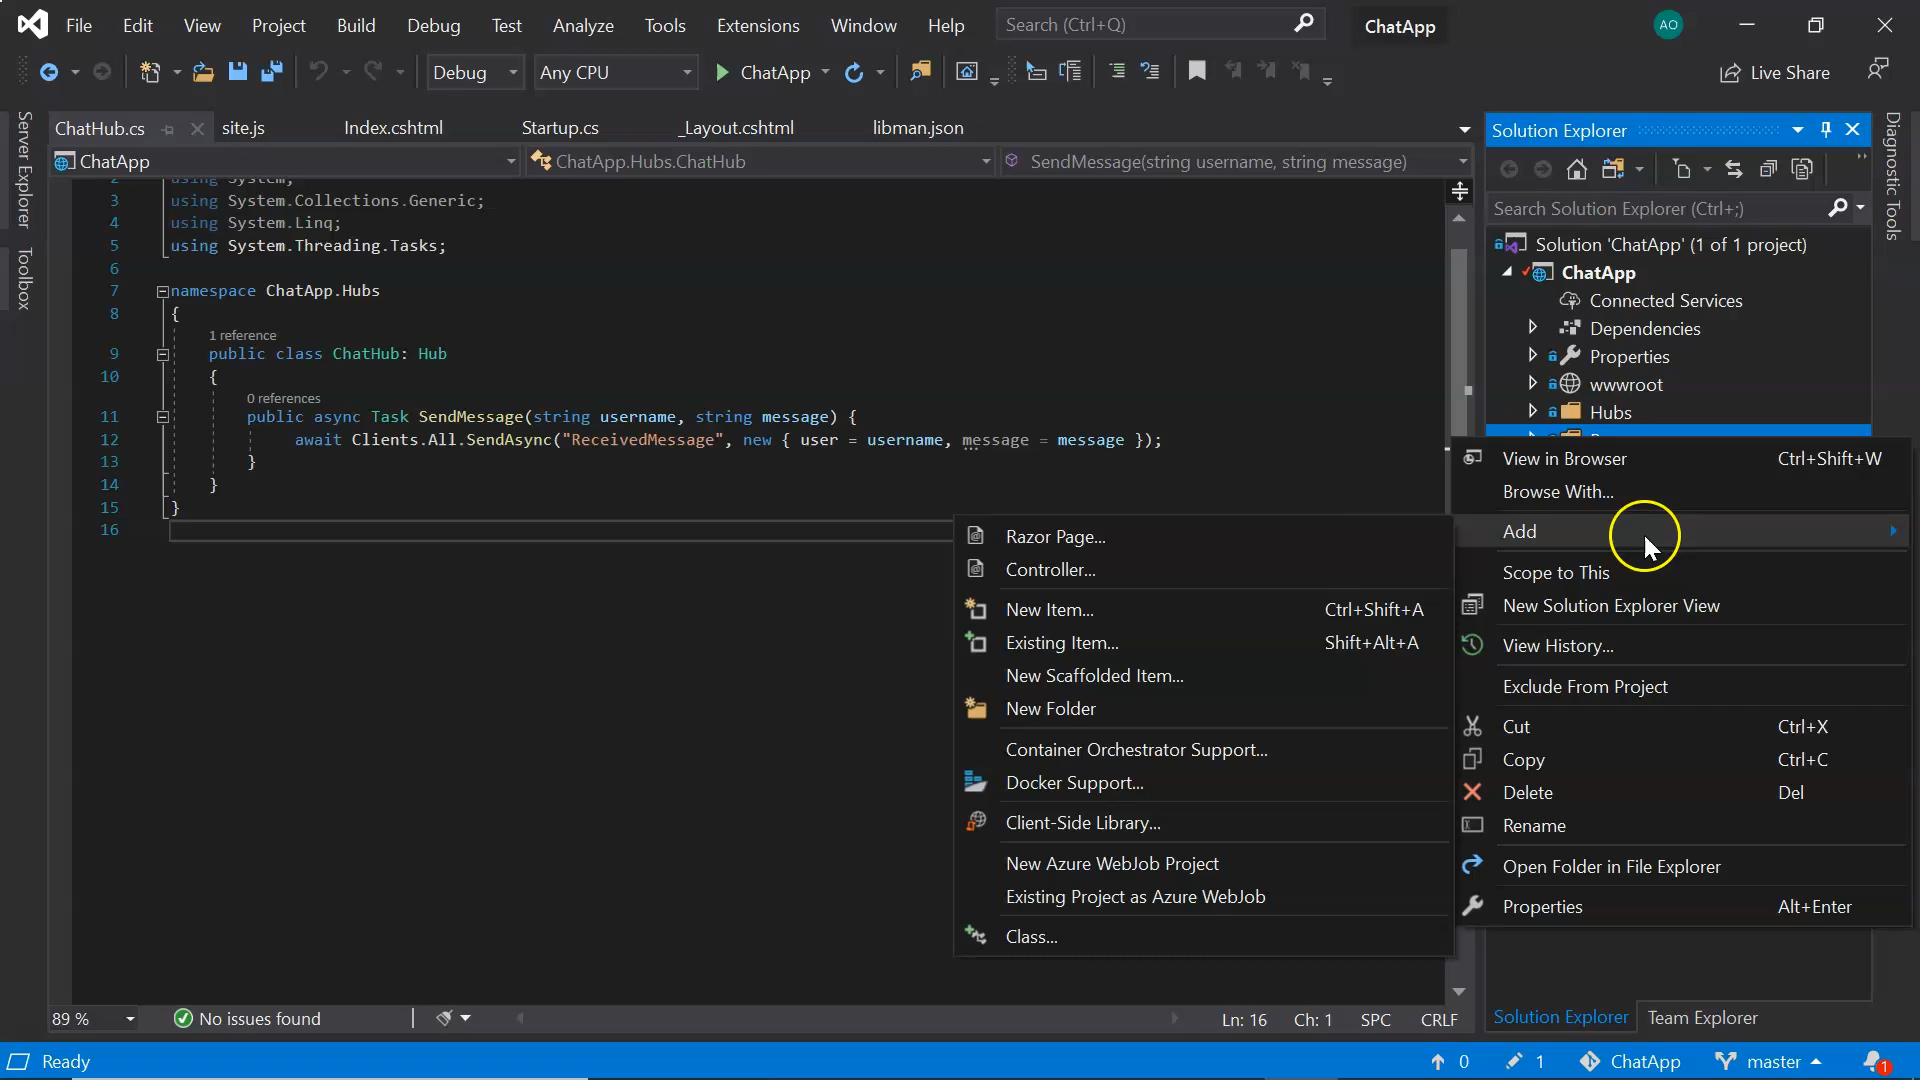 File Edit View Project Build Debug Test Analyze Tools Extensions Window Help Search (Ctrl+Q) ChatApp AO
Debug Any CPU ChatApp Live Share
ChatHub.cs site.js Index.cshtml Startup.cs _Layout.cshtml libman.json
ChatApp ChatApp.Hubs.ChatHub SendMessage(string username, string message)
Server Explorer
Toolbox
2 using System;
3 using System.Collections.Generic;
4 using System.Linq;
5 using System.Threading.Tasks;
6
7 namespace ChatApp.Hubs
8 {
1 reference
9 public class ChatHub: Hub
10 {
0 references
11 public async Task SendMessage(string username, string message) {
12 await Clients.All.SendAsync("ReceivedMessage", new { user = username, message = message });
13 }
14 }
15 }
16
Solution Explorer
Search Solution Explorer (Ctrl+;)
Solution 'ChatApp' (1 of 1 project)
ChatApp
Connected Services
Dependencies
Properties
wwwroot
Hubs
Diagnostic Tools
View in Browser Ctrl+Shift+W
Browse With...
Add
Scope to This
New Solution Explorer View
View History...
Exclude From Project
Cut Ctrl+X
Copy Ctrl+C
Delete Del
Rename
Open Folder in File Explorer
Properties Alt+Enter
Razor Page...
Controller...
New Item... Ctrl+Shift+A
Existing Item... Shift+Alt+A
New Scaffolded Item...
New Folder
Container Orchestrator Support...
Docker Support...
Client-Side Library...
New Azure WebJob Project
Existing Project as Azure WebJob
Class...
89 % No issues found Ln: 16 Ch: 1 SPC CRLF
Solution Explorer Team Explorer
Ready 0 1 ChatApp master 1